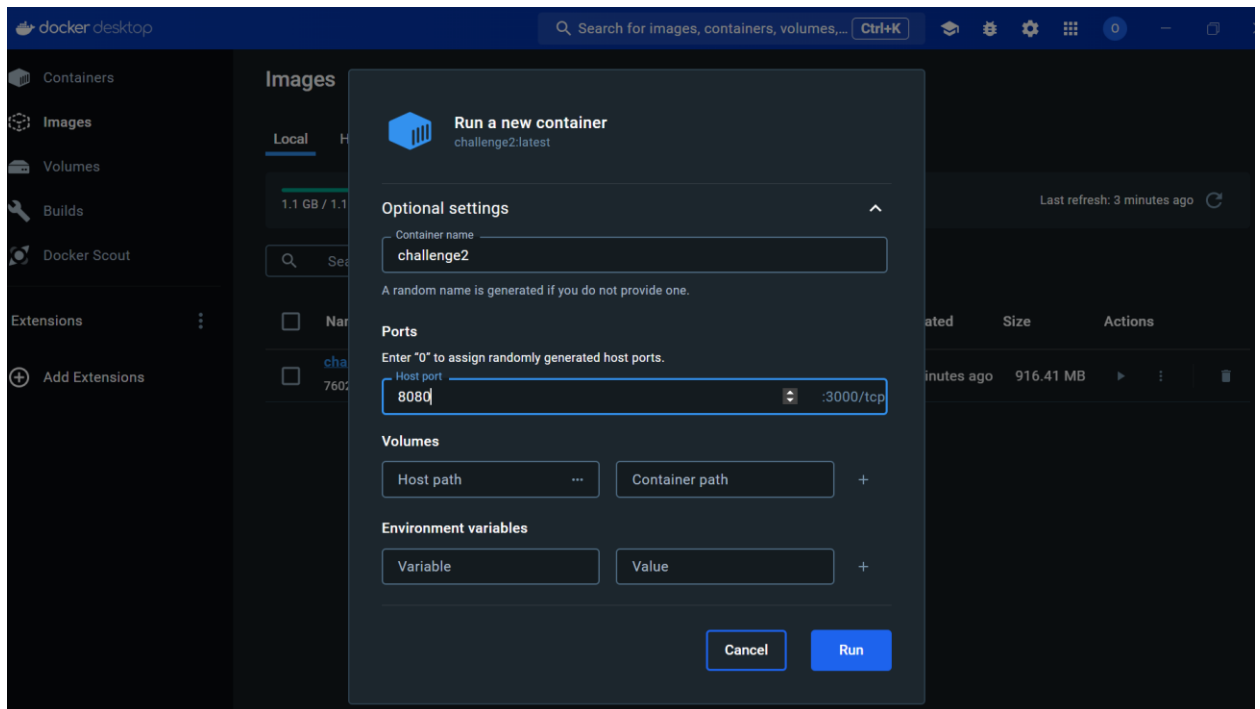 docker desktop
Search for images, containers, volumes,... Ctrl+K
O
Containers
Images
Volumes
Builds
Docker Scout
Extensions
Add Extensions
Images
Local
1.1 GB / 1.1
Last refresh: 3 minutes ago
Size
Actions
7602
916.41 MB
Run a new container
challenge2:latest
Optional settings
Container name
challenge2
A random name is generated if you do not provide one.
Ports
Enter “0” to assign randomly generated host ports.
Host port
8080
:3000/tcp
Volumes
Host path ... Container path +
Environment variables
Variable Value +
Cancel Run